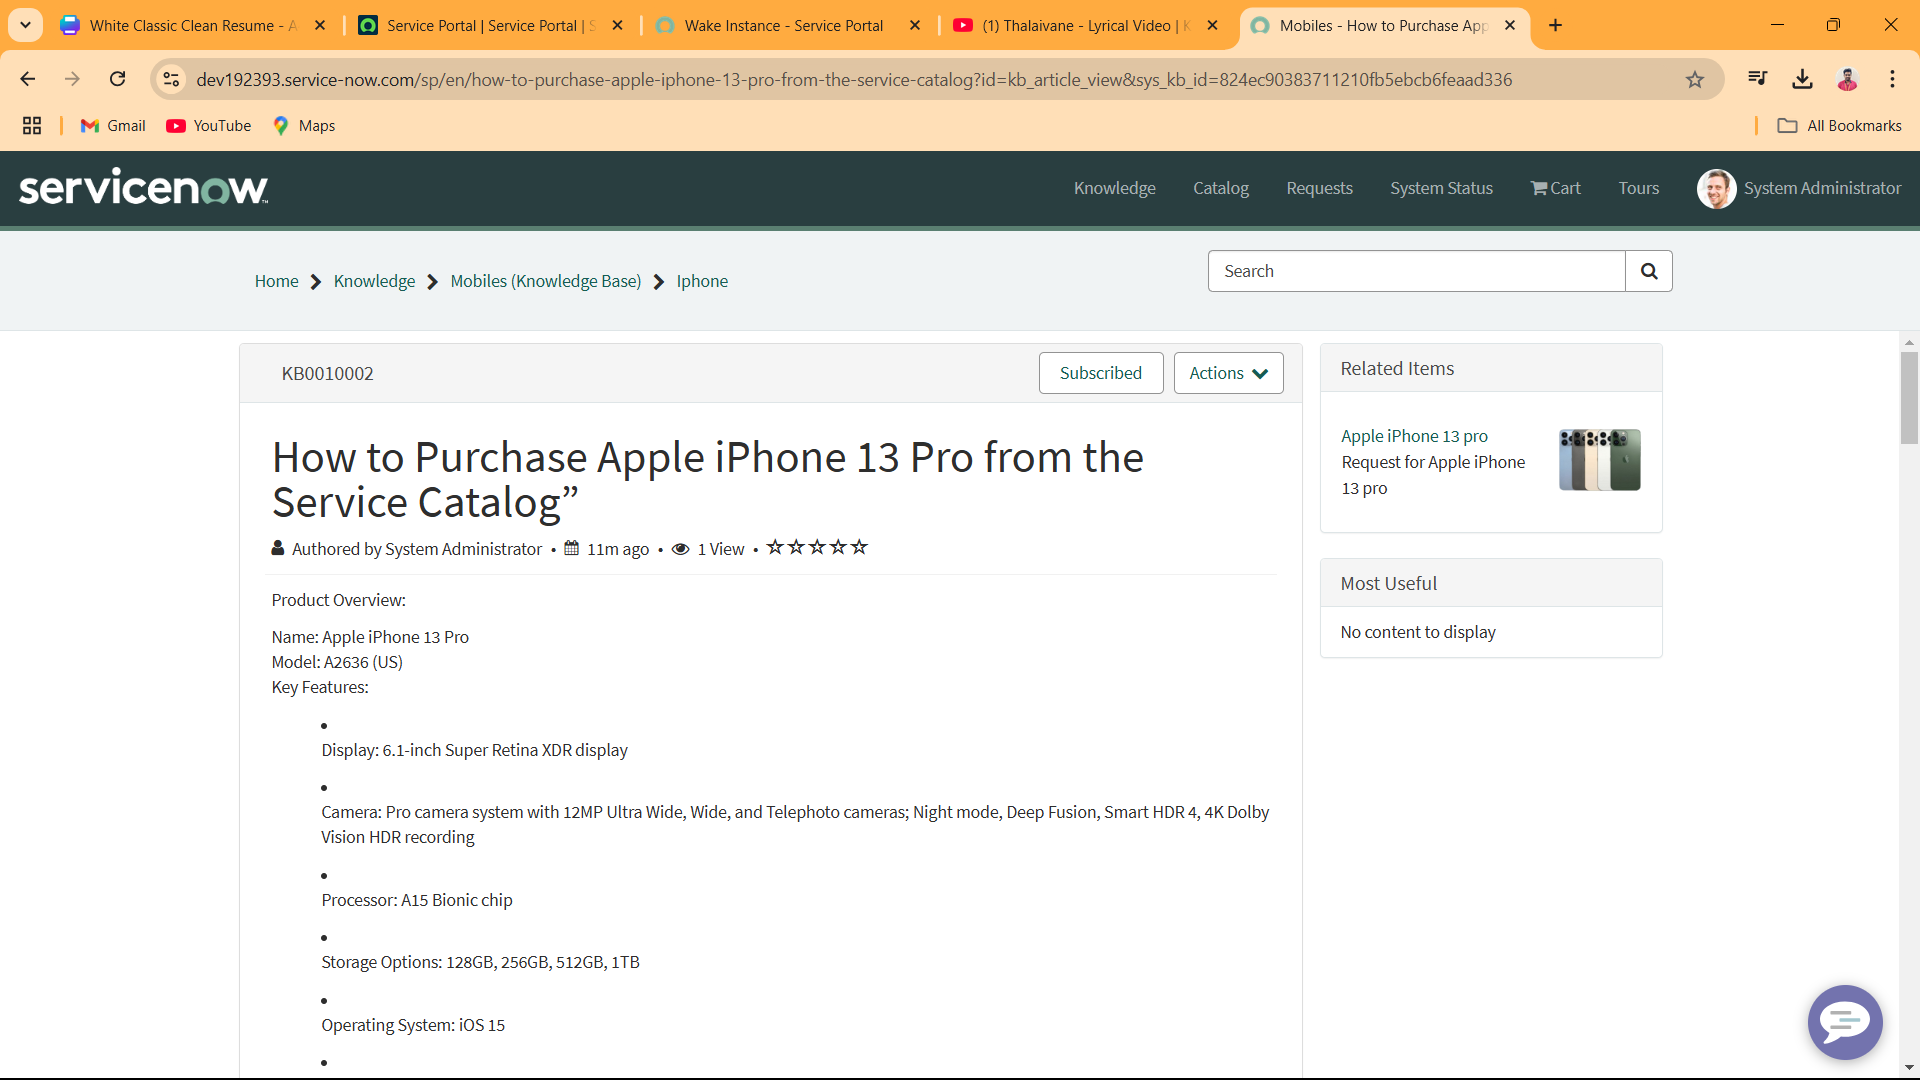 White Classic Clean Resume - A
Service Portal | Service Portal | S
Wake Instance - Service Portal
(1) Thalaivane - Lyrical Video | K
Mobiles - How to Purchase App
dev192393.service-now.com/sp/en/how-to-purchase-apple-iphone-13-pro-from-the-service-catalog?id=kb_article_view&sys_kb_id=824ec90383711210fb5ebcb6feaad336
Gmail
YouTube
Maps
All Bookmarks
servicenow
Knowledge
Catalog
Requests
System Status
Cart
Tours
System Administrator
Home
Knowledge
Mobiles (Knowledge Base)
Iphone
Search
KB0010002
Subscribed
Actions
How to Purchase Apple iPhone 13 Pro from the
Service Catalog”
Authored by System Administrator • 11m ago • 1 View •
Product Overview:
Name: Apple iPhone 13 Pro
Model: A2636 (US)
Key Features:
Display: 6.1-inch Super Retina XDR display
Camera: Pro camera system with 12MP Ultra Wide, Wide, and Telephoto cameras; Night mode, Deep Fusion, Smart HDR 4, 4K Dolby
Vision HDR recording
Processor: A15 Bionic chip
Storage Options: 128GB, 256GB, 512GB, 1TB
Operating System: iOS 15
Related Items
Apple iPhone 13 pro
Request for Apple iPhone
13 pro
Most Useful
No content to display